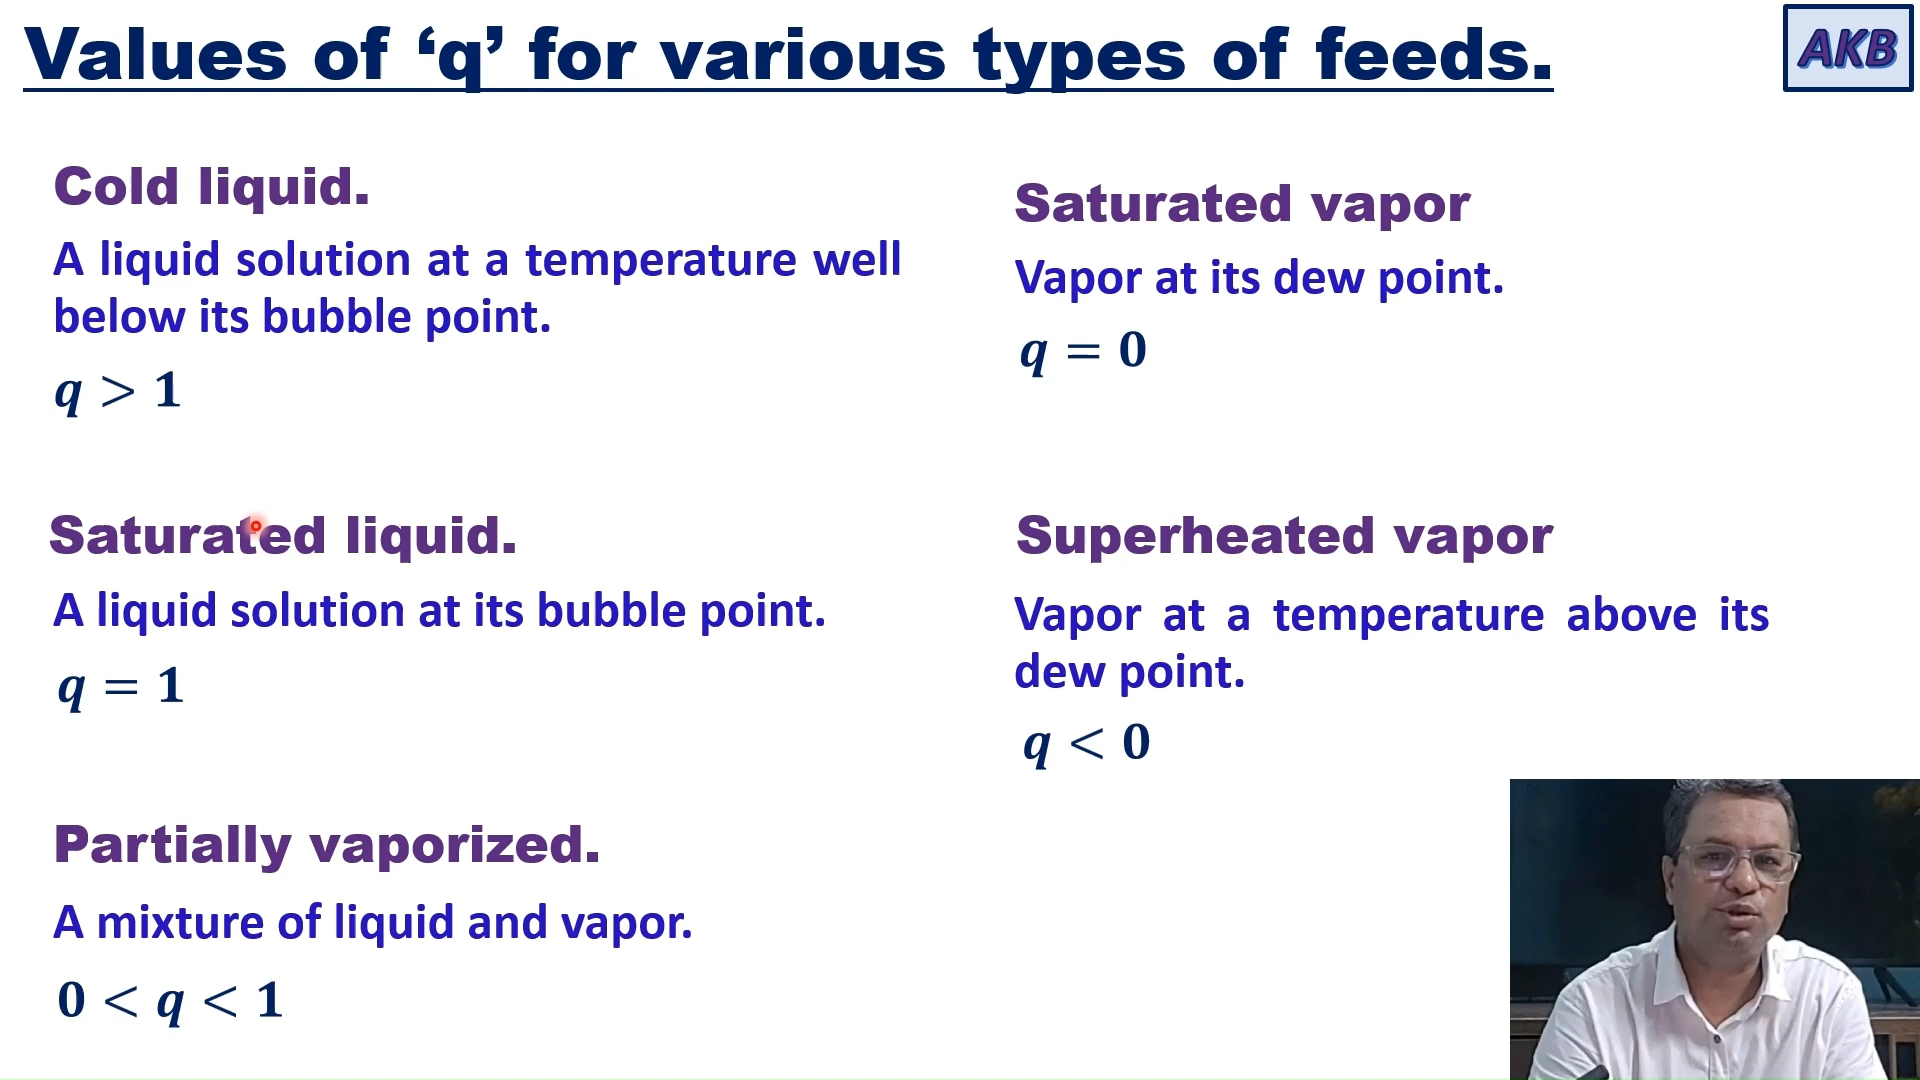 Values of ‘q’ for various types of feeds.
AKB
Cold liquid.
A liquid solution at a temperature well
below its bubble point.
q > 1
Saturated liquid.
A liquid solution at its bubble point.
q = 1
Partially vaporized.
A mixture of liquid and vapor.
0 < q < 1
Saturated vapor
Vapor at its dew point.
q = 0
Superheated vapor
Vapor at a temperature above its
dew point.
q < 0